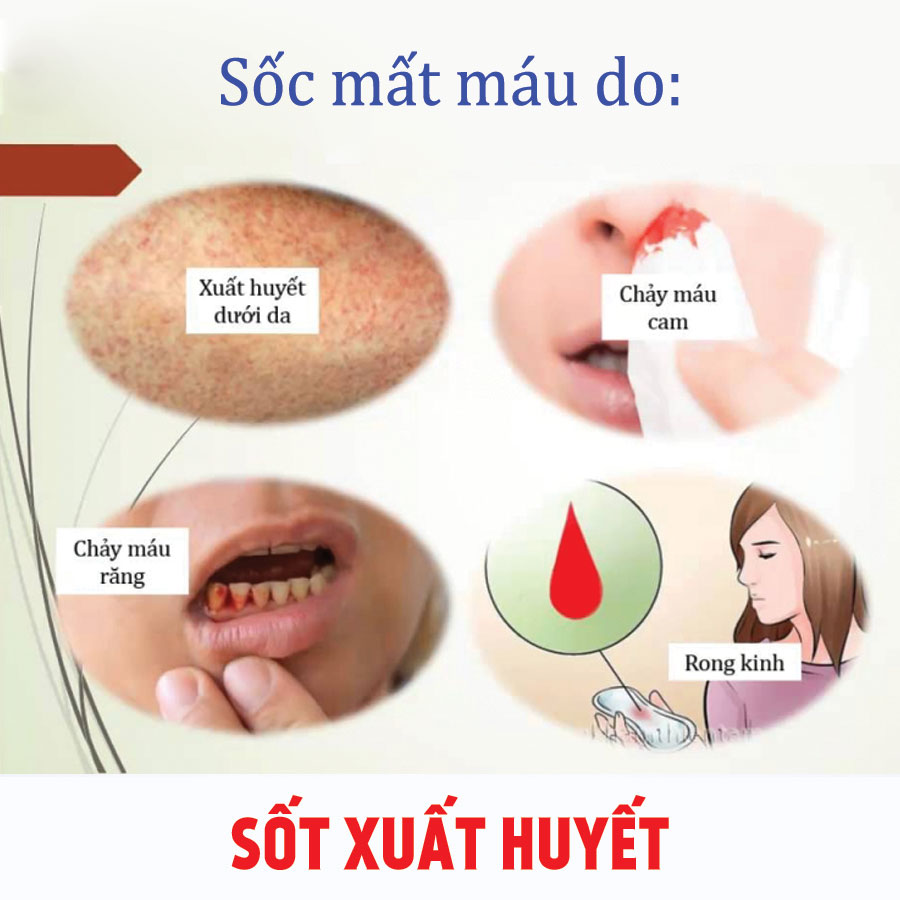 Sốc mất máu do:
Xuất huyết
dưới da
Chảy máu
cam
Chảy máu
răng
Rong kinh
SỐT XUẤT HUYẾT